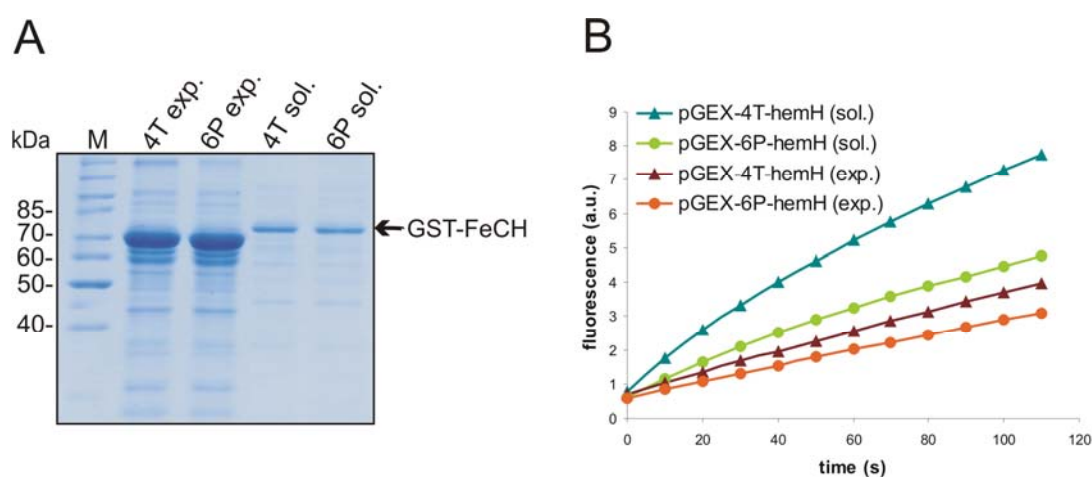 A
B
4T exp.
6P exp.
4T sol.
6P sol.
kDa
M
85-
70-
60-
50-
40-
GST-FeCH
pGEX-4T-hemH (sol.)
pGEX-6P-hemH (sol.)
pGEX-4T-hemH (exp.)
pGEX-6P-hemH (exp.)
fluorescence (a.u.)
9
8
7
6
5
4
3
2
1
0
0
20
40
60
80
100
120
time (s)